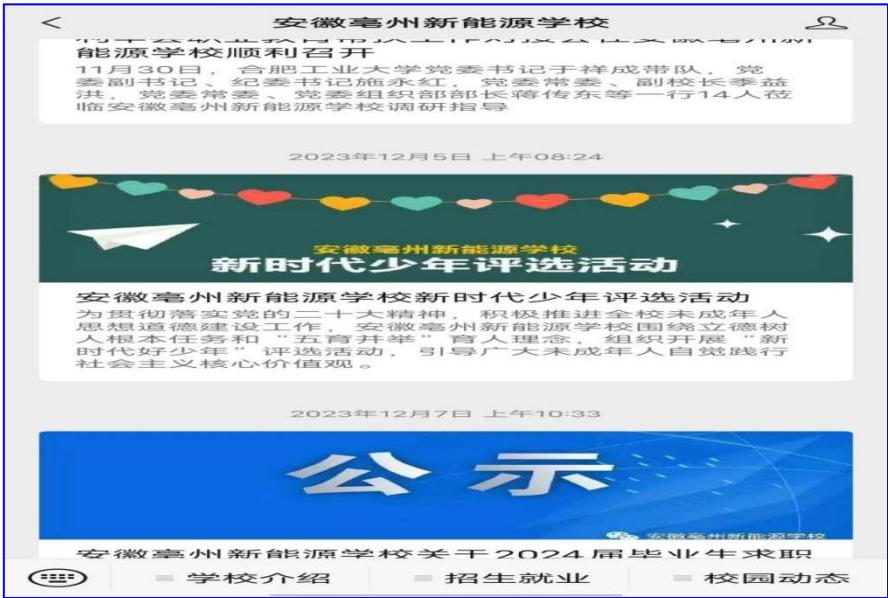 安徽亳州新能源学校
能源学校顺利召开
11月30日，合肥工业大学党委书记于祥成带队，党
委副书记、纪委书记施永红，党委常委、副校长季益
洪，党委常委、党委组织部部长蒋传东等一行14人莅
临安徽亳州新能源学校调研指导
2023年12月5日 上午08:24
安徽亳州新能源学校
新时代少年评选活动
安徽亳州新能源学校新时代少年评选活动
为贯彻落实党的二十大精神，积极推进全校未成年人
思想道德建设工作，安徽亳州新能源学校围绕立德树
人根本任务和“五育并举”育人理念，组织开展“新
时代好少年”评选活动，引导广大未成年人自觉践行
社会主义核心价值观。
2023年12月7日 上午10:33
公示
安徽亳州新能源学校
安徽亳州新能源学校关于2024届毕业生求职
学校介绍
招生就业
校园动态